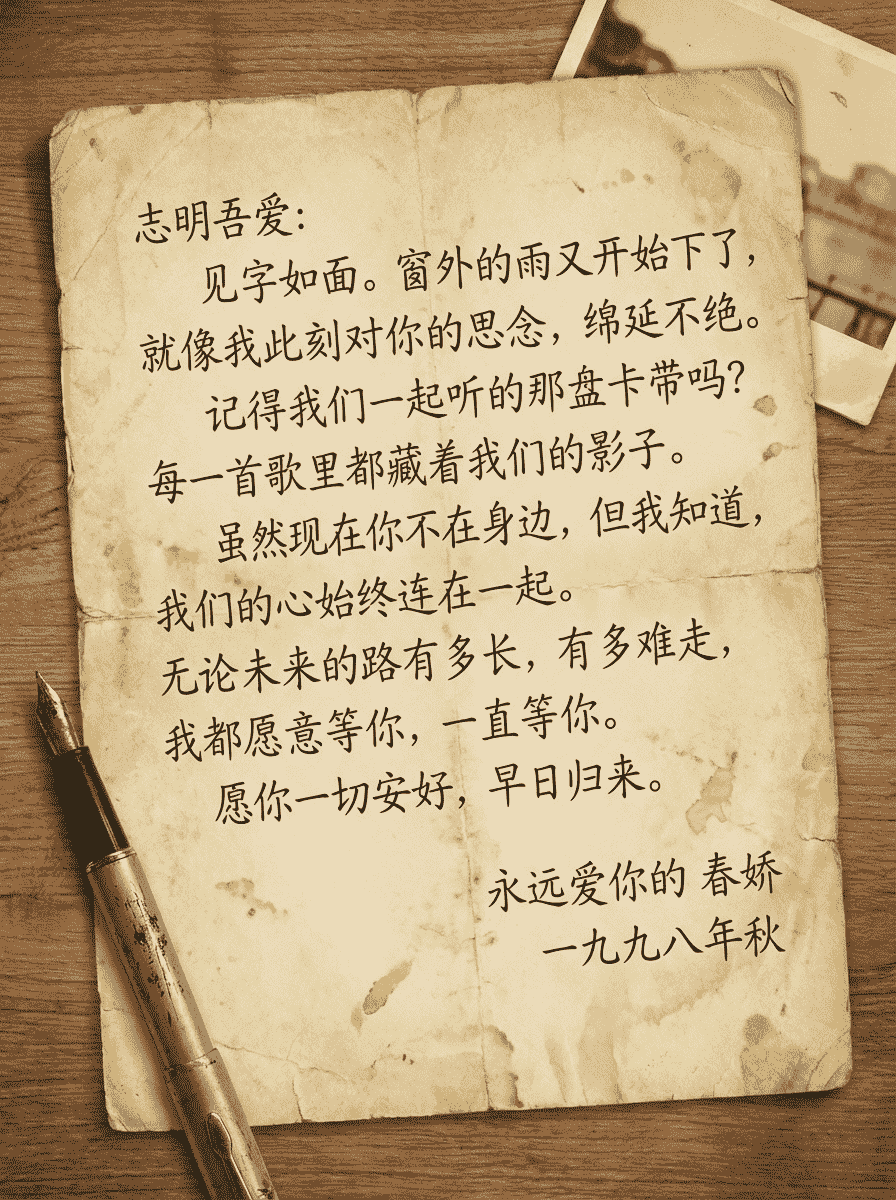 志明吾爱：
见字如面。窗外的雨又开始下了，
就像我此刻对你的思念，绵延不绝。
记得我们一起听的那盘卡带吗？
每一首歌里都藏着我们的影子。
虽然现在你不在身边，但我知道，
我们的心始终连在一起。
无论未来的路有多长，有多难走，
我都愿意等你，一直等你。
愿你一切安好，早日归来。
永远爱你的 春娇
一九九八年秋